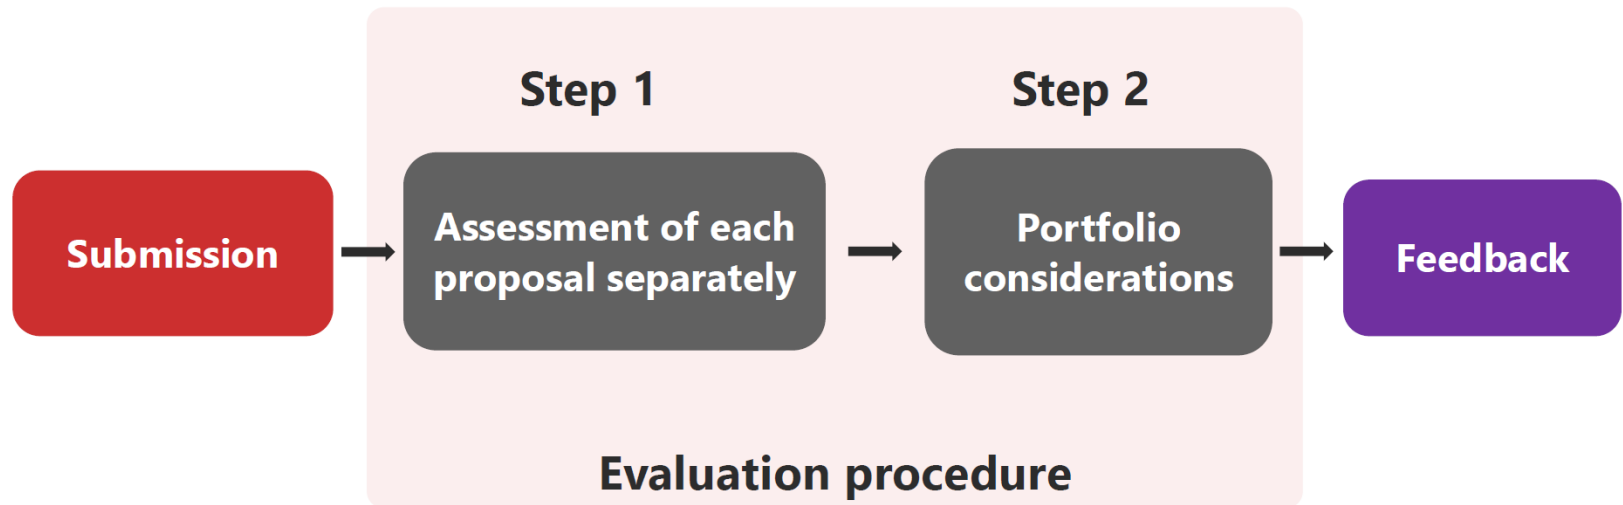 Step 1
Step 2
Submission
Assessment of each
proposal separately
Portfolio
considerations
Feedback
Evaluation procedure